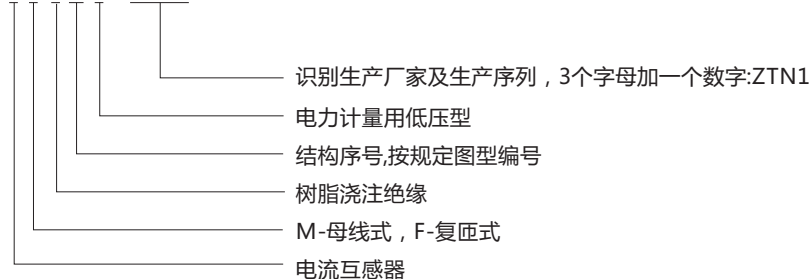 识别生产厂家及生产序列，3个字母加一个数字:ZTN1
电力计量用低压型
结构序号,按规定图型编号
树脂浇注绝缘
M-母线式，F-复匝式
电流互感器